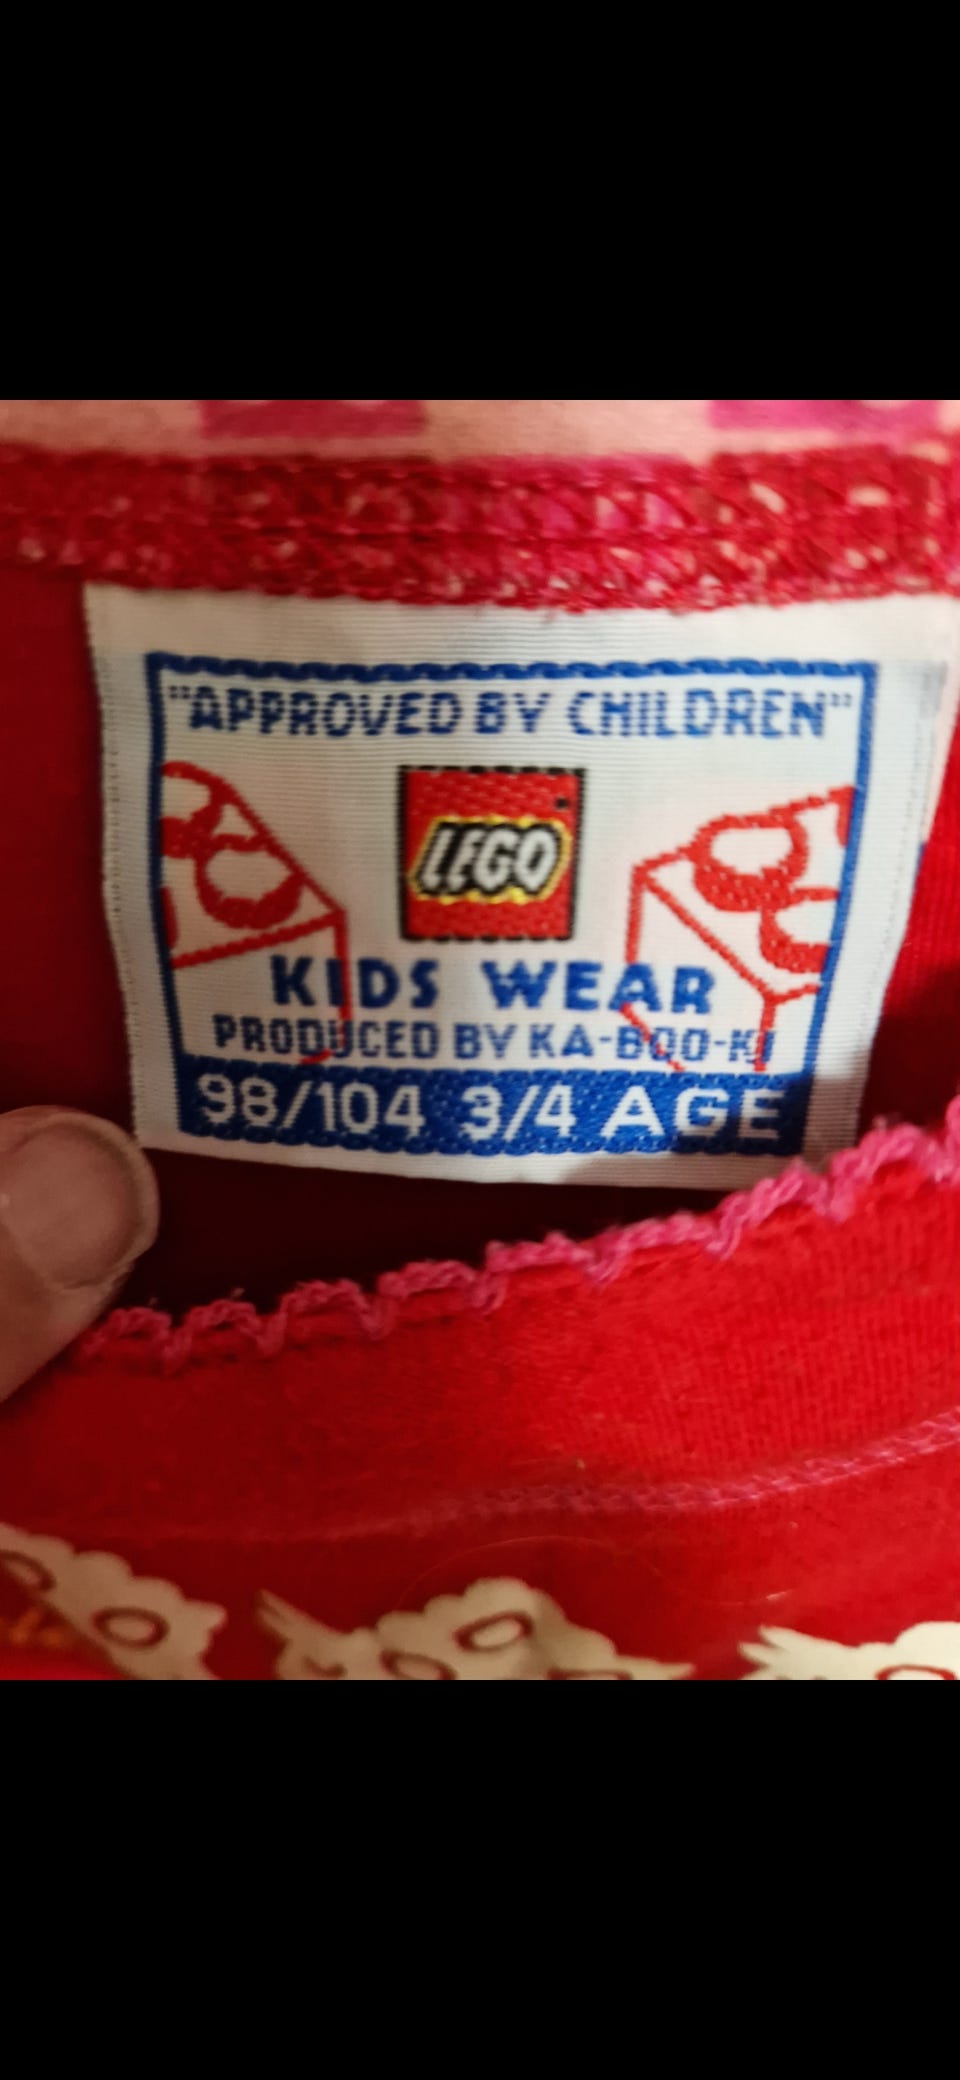 "APPROVED BY CHILDREN"
LEGO
KIDS WEAR
PRODUCED BY KA-BOO-KI
98/104 3/4 AGE